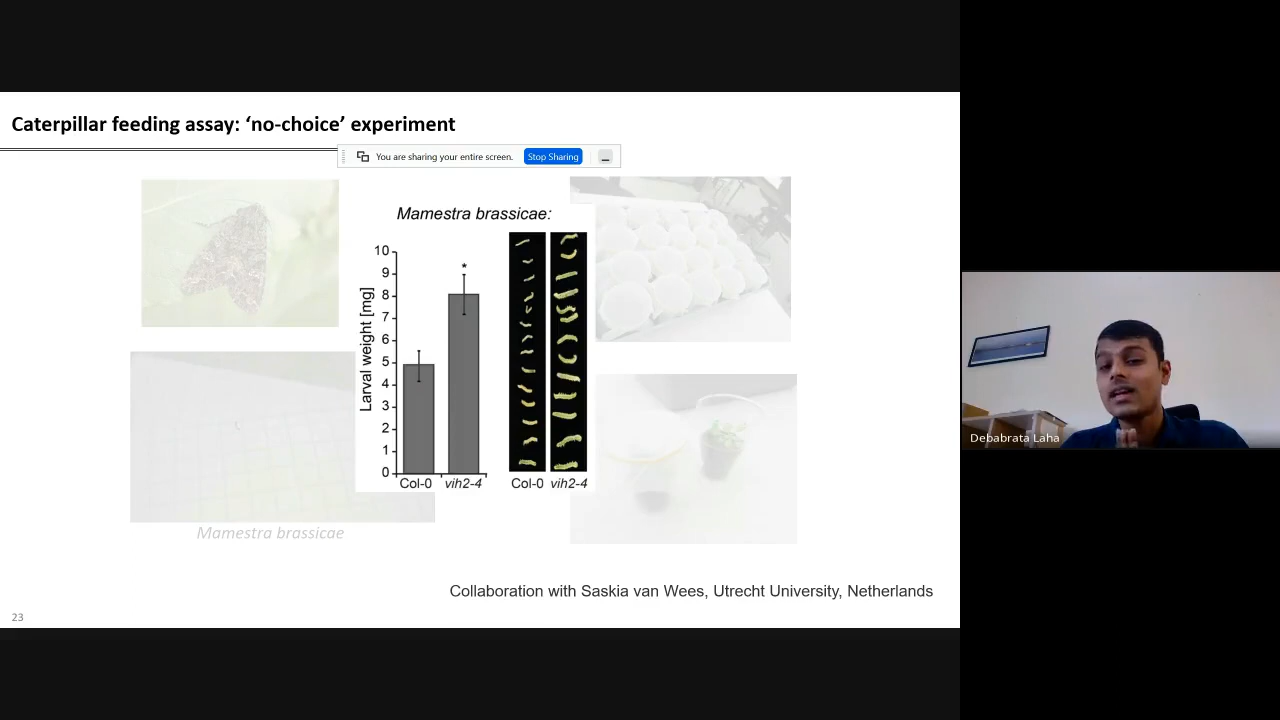 Caterpillar feeding assay: ‘no-choice’ experiment
You are sharing your entire screen.
Stop Sharing
Mamestra brassicae:
10
9
8
7
6
5
4
3
2
1
0
Larval weight [mg]
*
Col-0 vih2-4
Col-0 vih2-4
Mamestra brassicae
Collaboration with Saskia van Wees, Utrecht University, Netherlands
23
Debabrata Laha